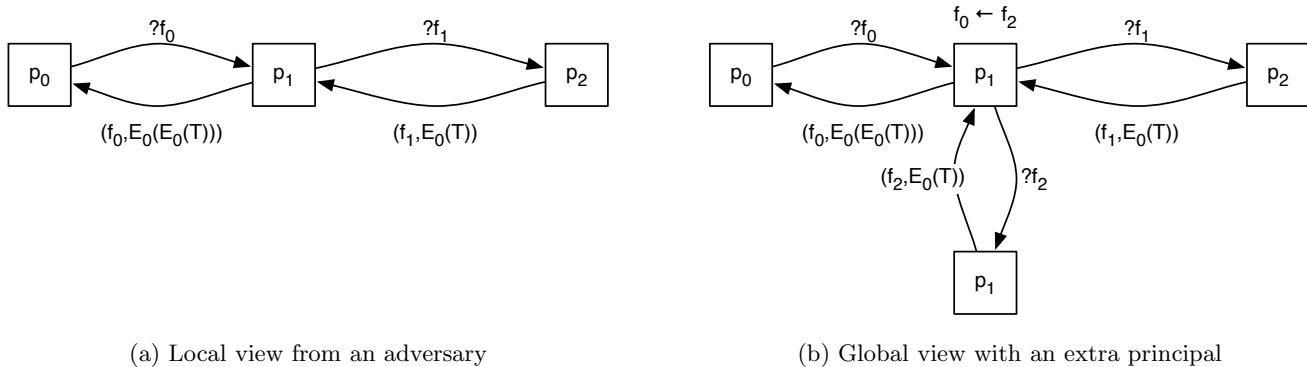 ?f₀
?f₁
p₀
p₁
p₂
(f₀,E₀(E₀(T)))
(f₁,E₀(T))
(a) Local view from an adversary
f₀ ← f₂
?f₀
?f₁
p₀
p₁
p₂
(f₀,E₀(E₀(T)))
(f₁,E₀(T))
(f₂,E₀(T))
?f₂
p₁
(b) Global view with an extra principal